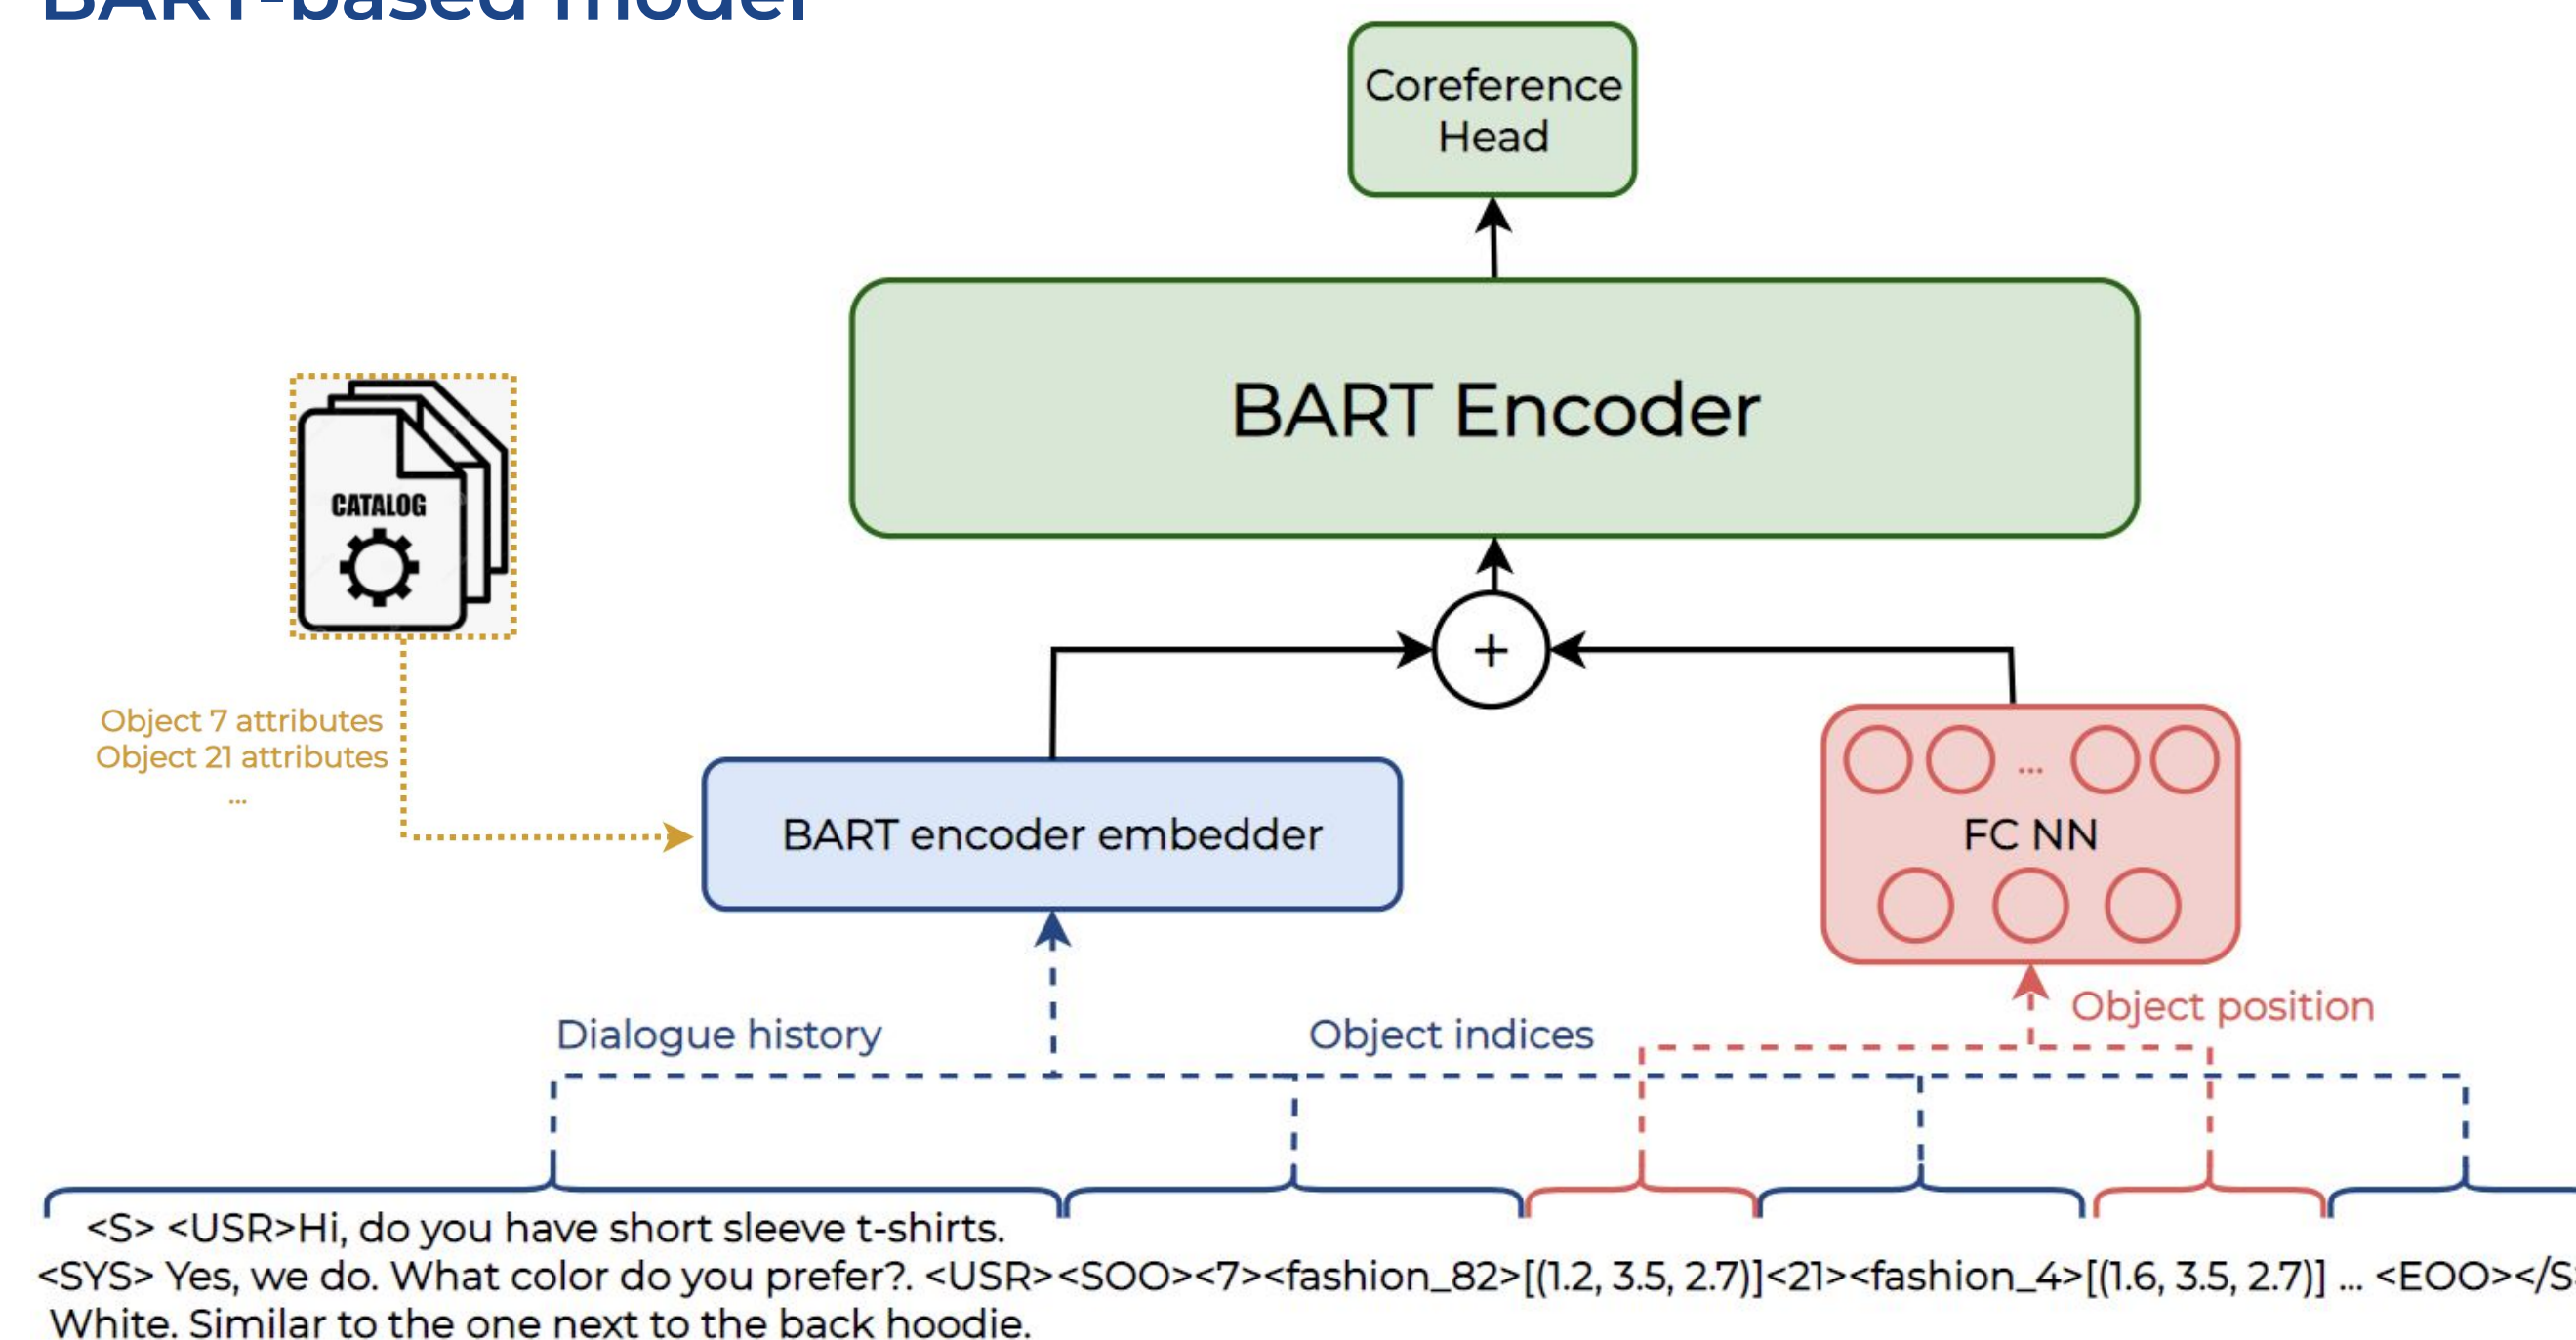 BART-based model
Coreference
Head
BART Encoder
CATALOG
+
Object 7 attributes
Object 21 attributes
...
BART encoder embedder
...
FC NN
Dialogue history
Object indices
Object position
<S> <USR>Hi, do you have short sleeve t-shirts.
<SYS> Yes, we do. What color do you prefer?. <USR><SOO><7><fashion_82>[(1.2, 3.5, 2.7)]<21><fashion_4>[(1.6, 3.5, 2.7)] ... <EOO></S
White. Similar to the one next to the back hoodie.